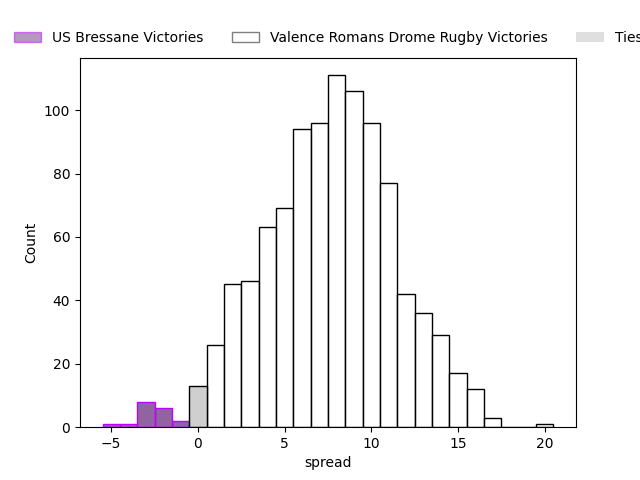 US Bressane Victories
Valence Romans Drome Rugby Victories
Ties
Count
100
80
60
40
20
0
−5
0
5
10
15
20
spread